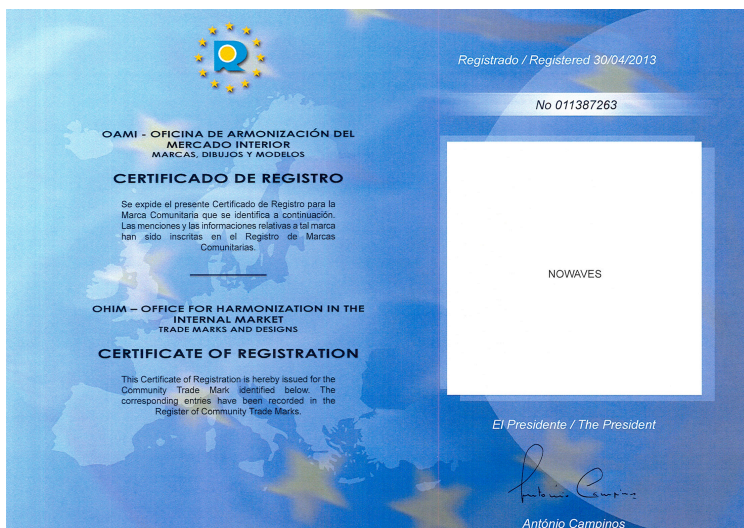 OAMI - OFICINA DE ARMONIZACIÓN DEL
MERCADO INTERIOR
MARCAS, DIBUJOS Y MODELOS
CERTIFICADO DE REGISTRO
Se expide el presente Certificado de Registro para la
Marca Comunitaria que se identifica a continuación.
Las menciones y las informaciones relativas a tal marca
han sido inscritas en el Registro de Marcas
Comunitarias.
OHIM – OFFICE FOR HARMONIZATION IN THE
INTERNAL MARKET
TRADE MARKS AND DESIGNS
CERTIFICATE OF REGISTRATION
This Certificate of Registration is hereby issued for the
Community Trade Mark identified below. The
corresponding entries have been recorded in the
Register of Community Trade Marks.
Registrado / Registered 30/04/2013
No 011387263
NOWAVES
El Presidente / The President
António Campinos
António Campinos